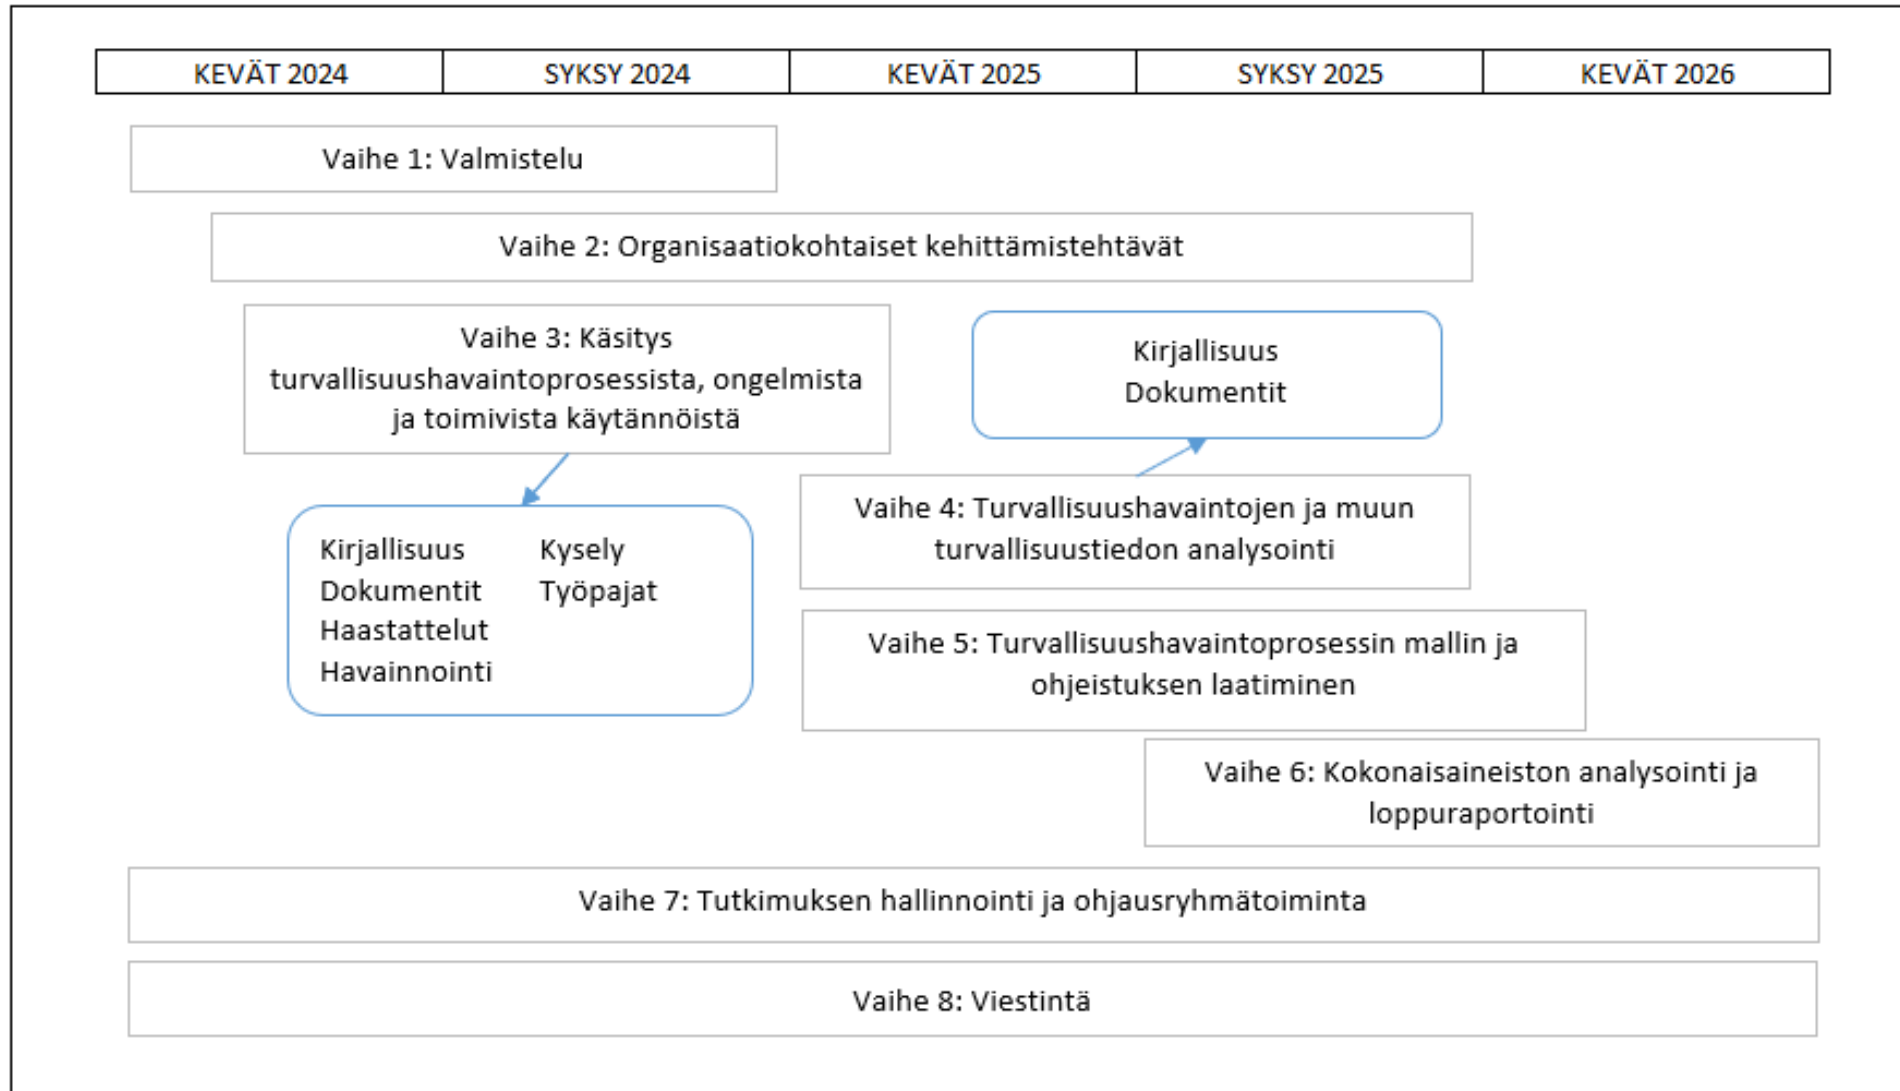 KEVÄT 2024
SYKSY 2024
KEVÄT 2025
SYKSY 2025
KEVÄT 2026
Vaihe 1: Valmistelu
Vaihe 2: Organisaatiokohtaiset kehittämistehtävät
Vaihe 3: Käsitys
turvallisuushavaintoprosessista, ongelmista
ja toimivista käytännöistä
Kirjallisuus
Dokumentit
Kirjallisuus
Dokumentit
Haastattelut
Havainnointi
Kysely
Työpajat
Vaihe 4: Turvallisuushavaintojen ja muun
turvallisuustiedon analysointi
Vaihe 5: Turvallisuushavaintoprosessin mallin ja
ohjeistuksen laatiminen
Vaihe 6: Kokonaisaineiston analysointi ja
loppuraportointi
Vaihe 7: Tutkimuksen hallinnointi ja ohjausryhmätoiminta
Vaihe 8: Viestintä